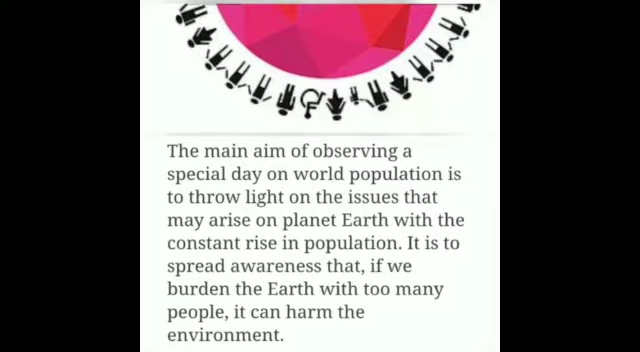 The main aim of observing a
special day on world population is
to throw light on the issues that
may arise on planet Earth with the
constant rise in population. It is to
spread awareness that, if we
burden the Earth with too many
people, it can harm the
environment.